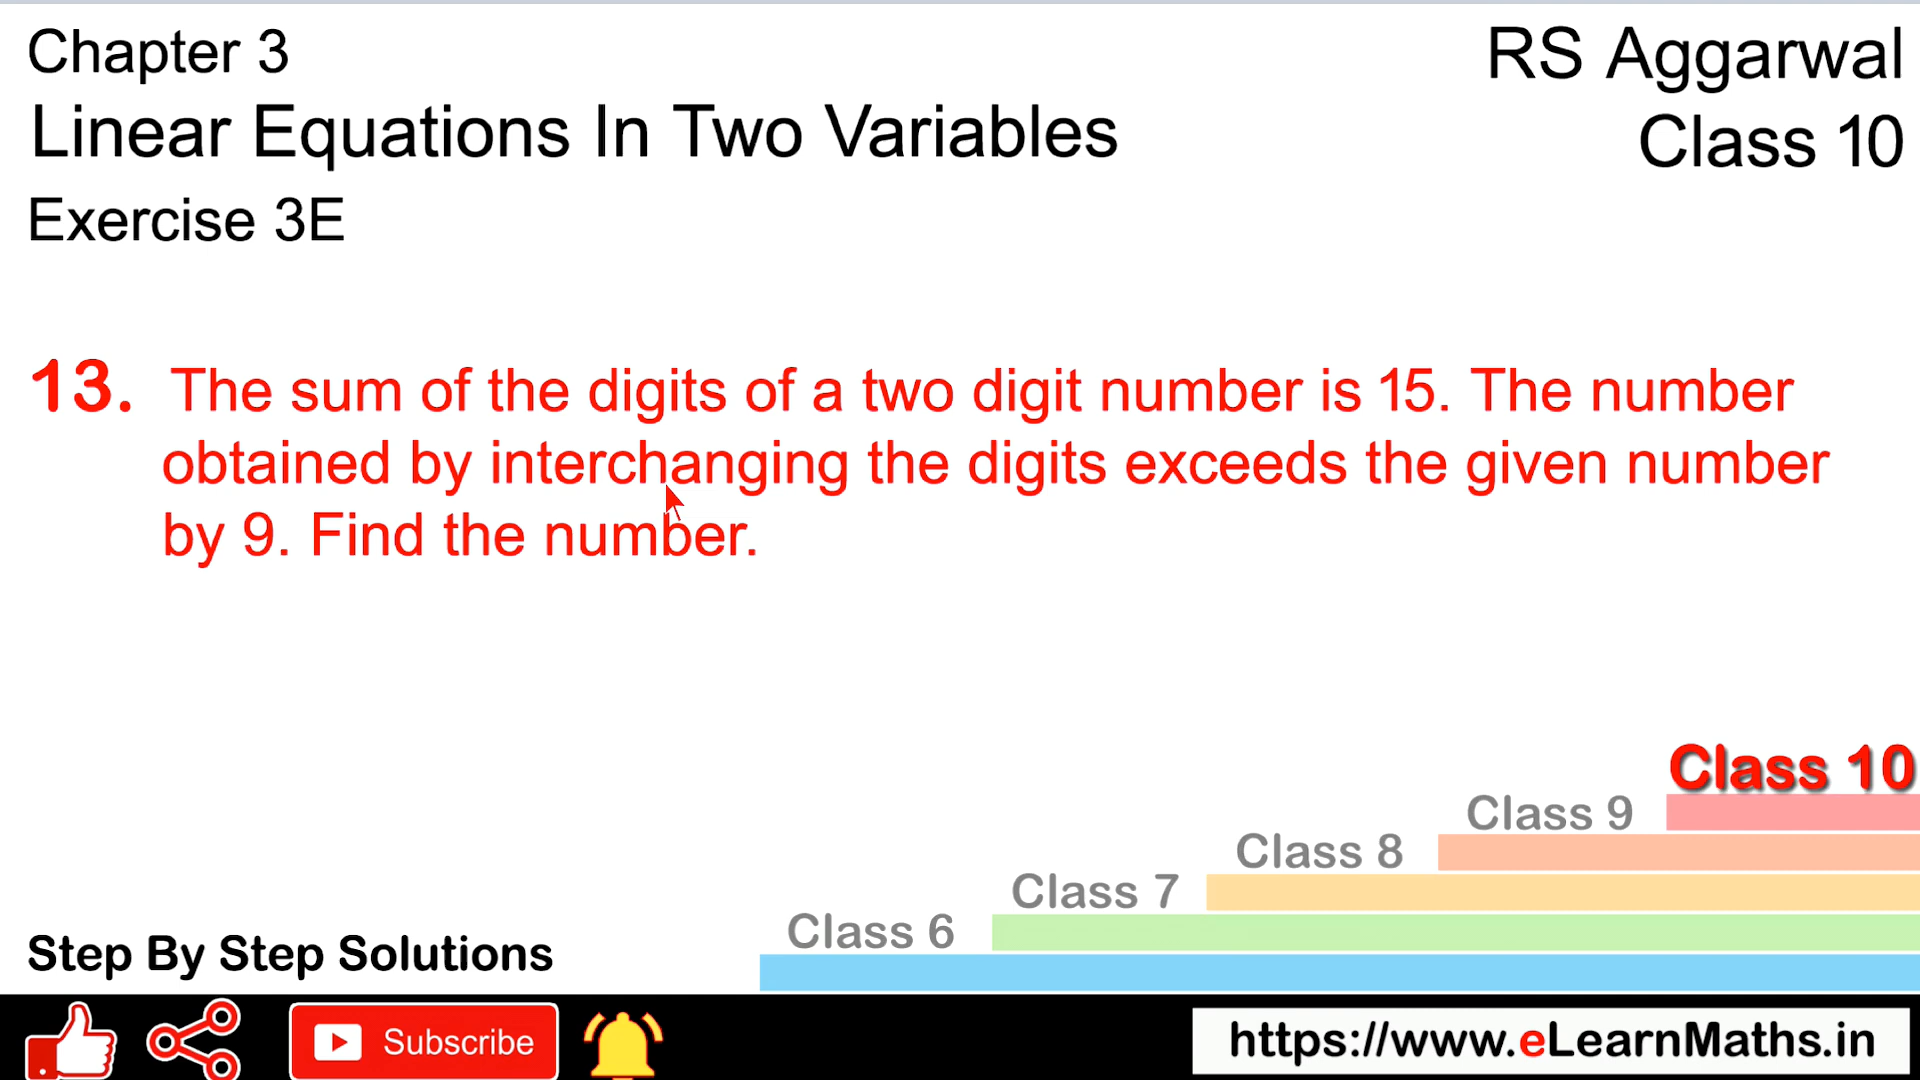 Chapter 3
RS Aggarwal
Linear Equations In Two Variables
Class 10
Exercise 3E
13. The sum of the digits of a two digit number is 15. The number
obtained by interchanging the digits exceeds the given number
by 9. Find the number.
Class 10
Class 9
Class 8
Class 7
Class 6
Step By Step Solutions
Subscribe
https://www.eLearnMaths.in